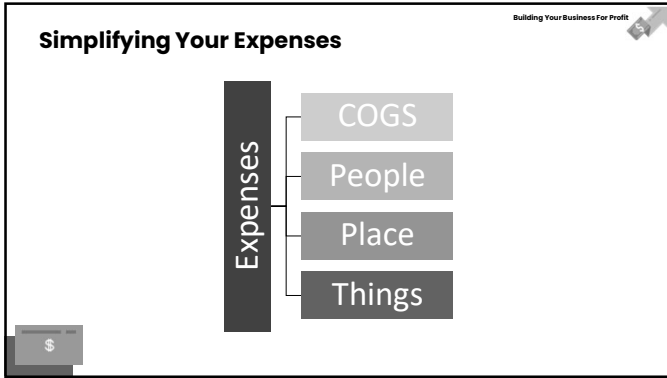 Building Your Business For Profit
$
Simplifying Your Expenses
Expenses
COGS
People
Place
Things
$